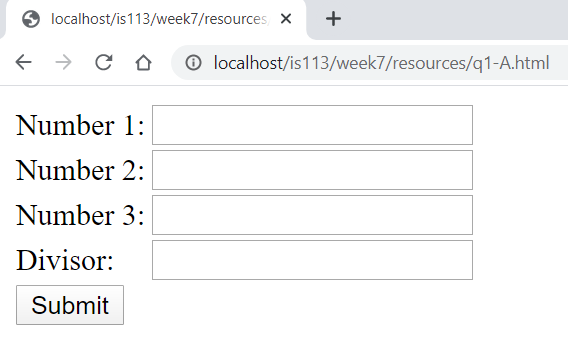 localhost/is113/week7/resources
localhost/is113/week7/resources/q1-A.html
Number 1:
Number 2:
Number 3:
Divisor:
Submit